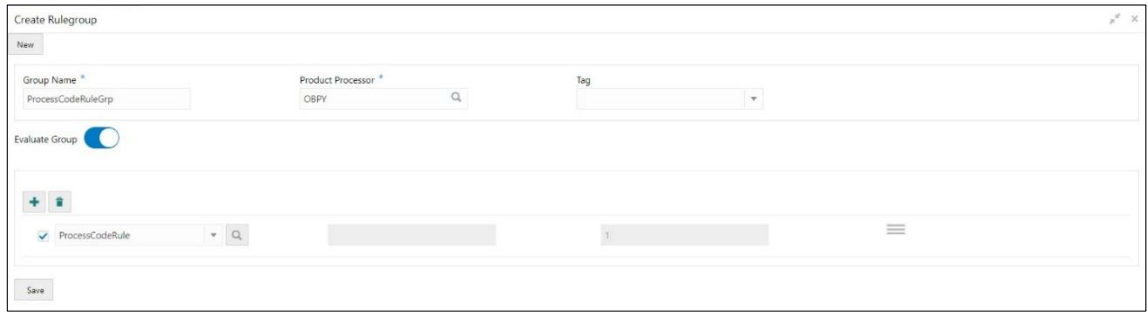 Create Rulegroup
New
Group Name * Product Processor * Tag
ProcessCodeRuleGrp OBPY
Evaluate Group
ProcessCodeRule 1
Save